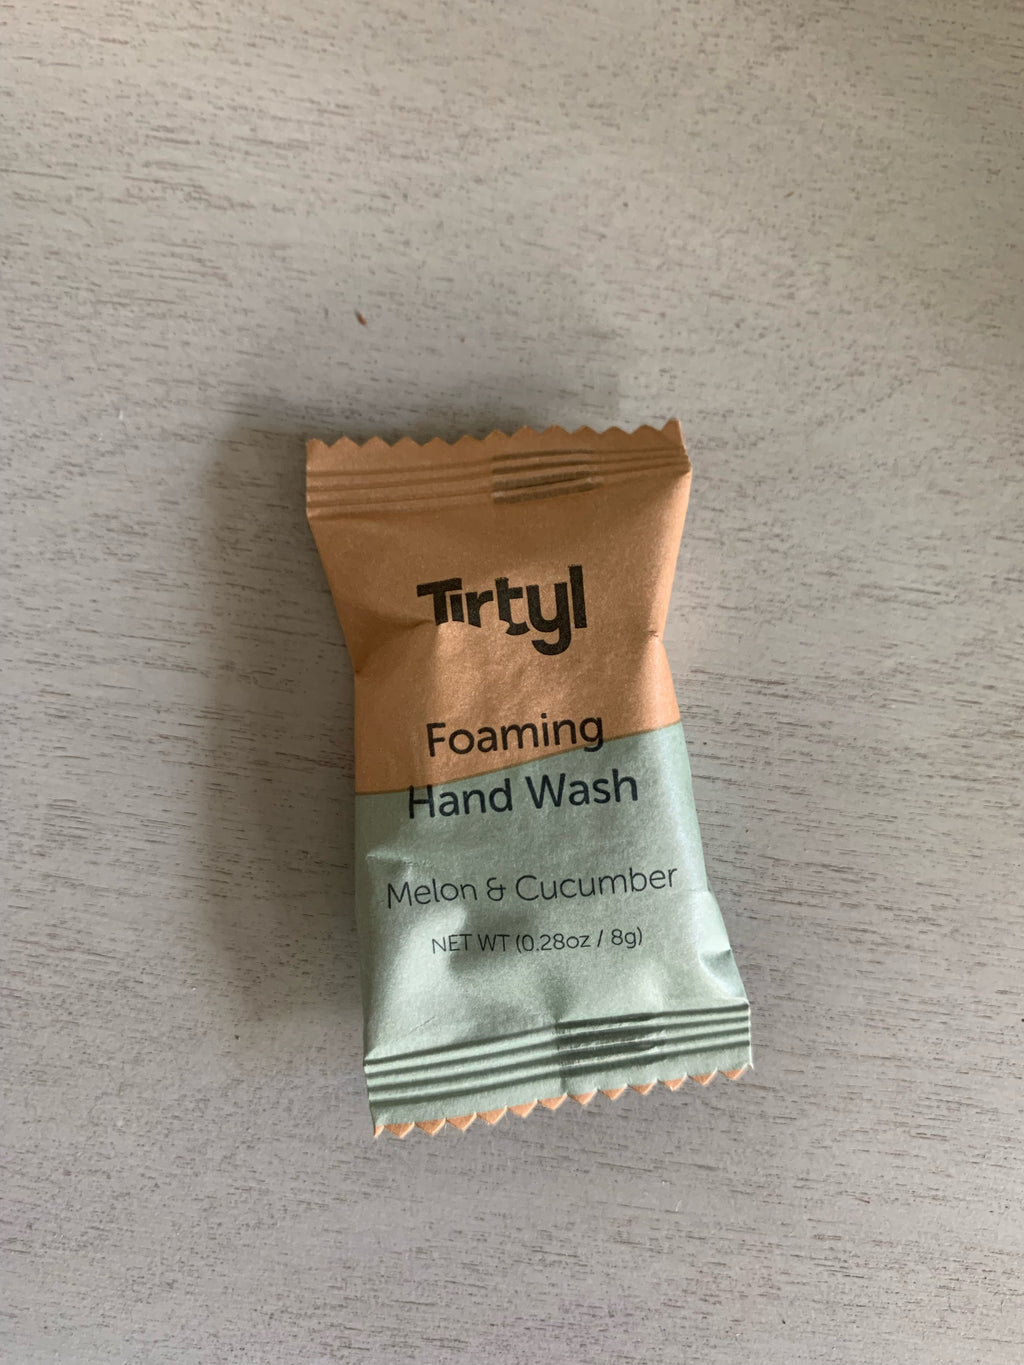 Tirtyl
Foaming
Hand Wash
Melon & Cucumber
NET WT (0.28oz / 8g)